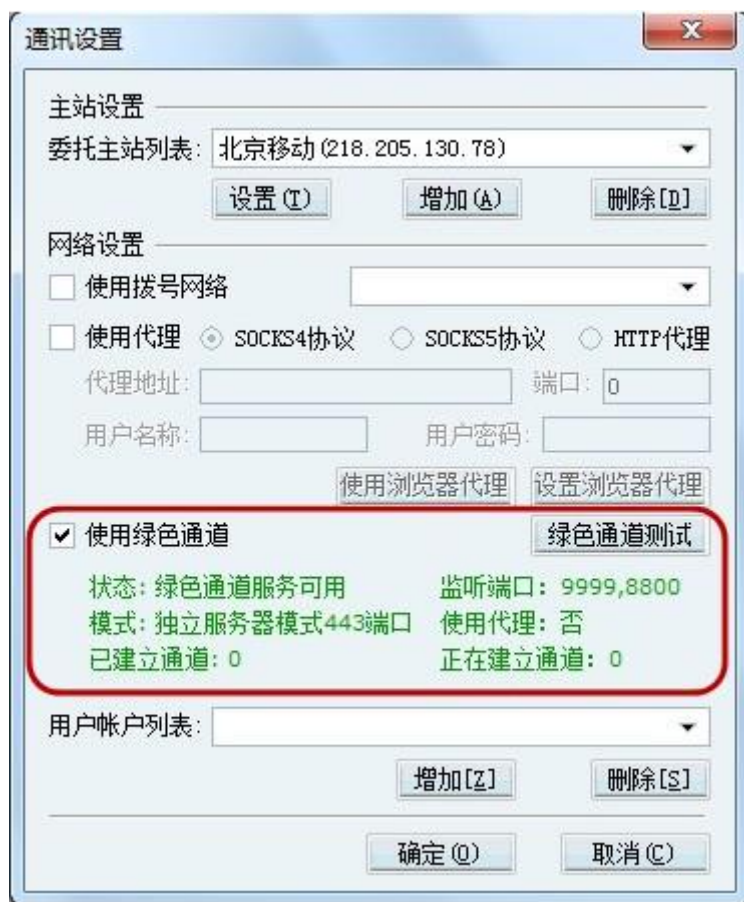 通讯设置
主站设置
委托主站列表: 北京移动(218.205.130.78)
设置(T) 增加(A) 删除[D]
网络设置
使用拨号网络
使用代理 SOCKS4协议 SOCKS5协议 HTTP代理
代理地址: 端口: 0
用户名称: 用户密码:
使用浏览器代理 设置浏览器代理
使用绿色通道 绿色通道测试
状态: 绿色通道服务可用 监听端口: 9999,8800
模式: 独立服务器模式443端口 使用代理: 否
已建立通道: 0 正在建立通道: 0
用户帐户列表:
增加[Z] 删除[S]
确定(O) 取消(C)